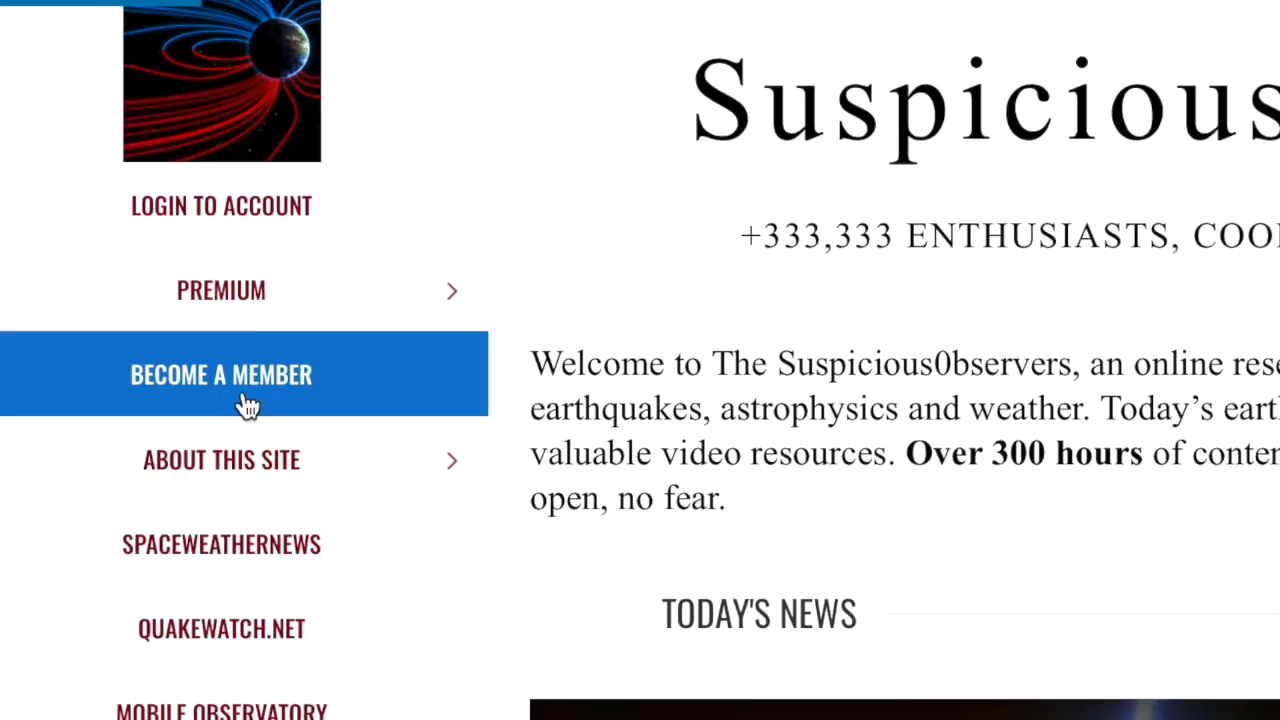 LOGIN TO ACCOUNT
PREMIUM
BECOME A MEMBER
ABOUT THIS SITE
SPACEWEATHERNEWS
QUAKEWATCH.NET
MOBILE OBSERVATORY
Suspicious
+333,333 ENTHUSIASTS,
Welcome to The Suspicious0bservers, an online
earthquakes, astrophysics and weather. Today’s
valuable video resources. Over 300 hours of
open, no fear.
TODAY'S NEWS